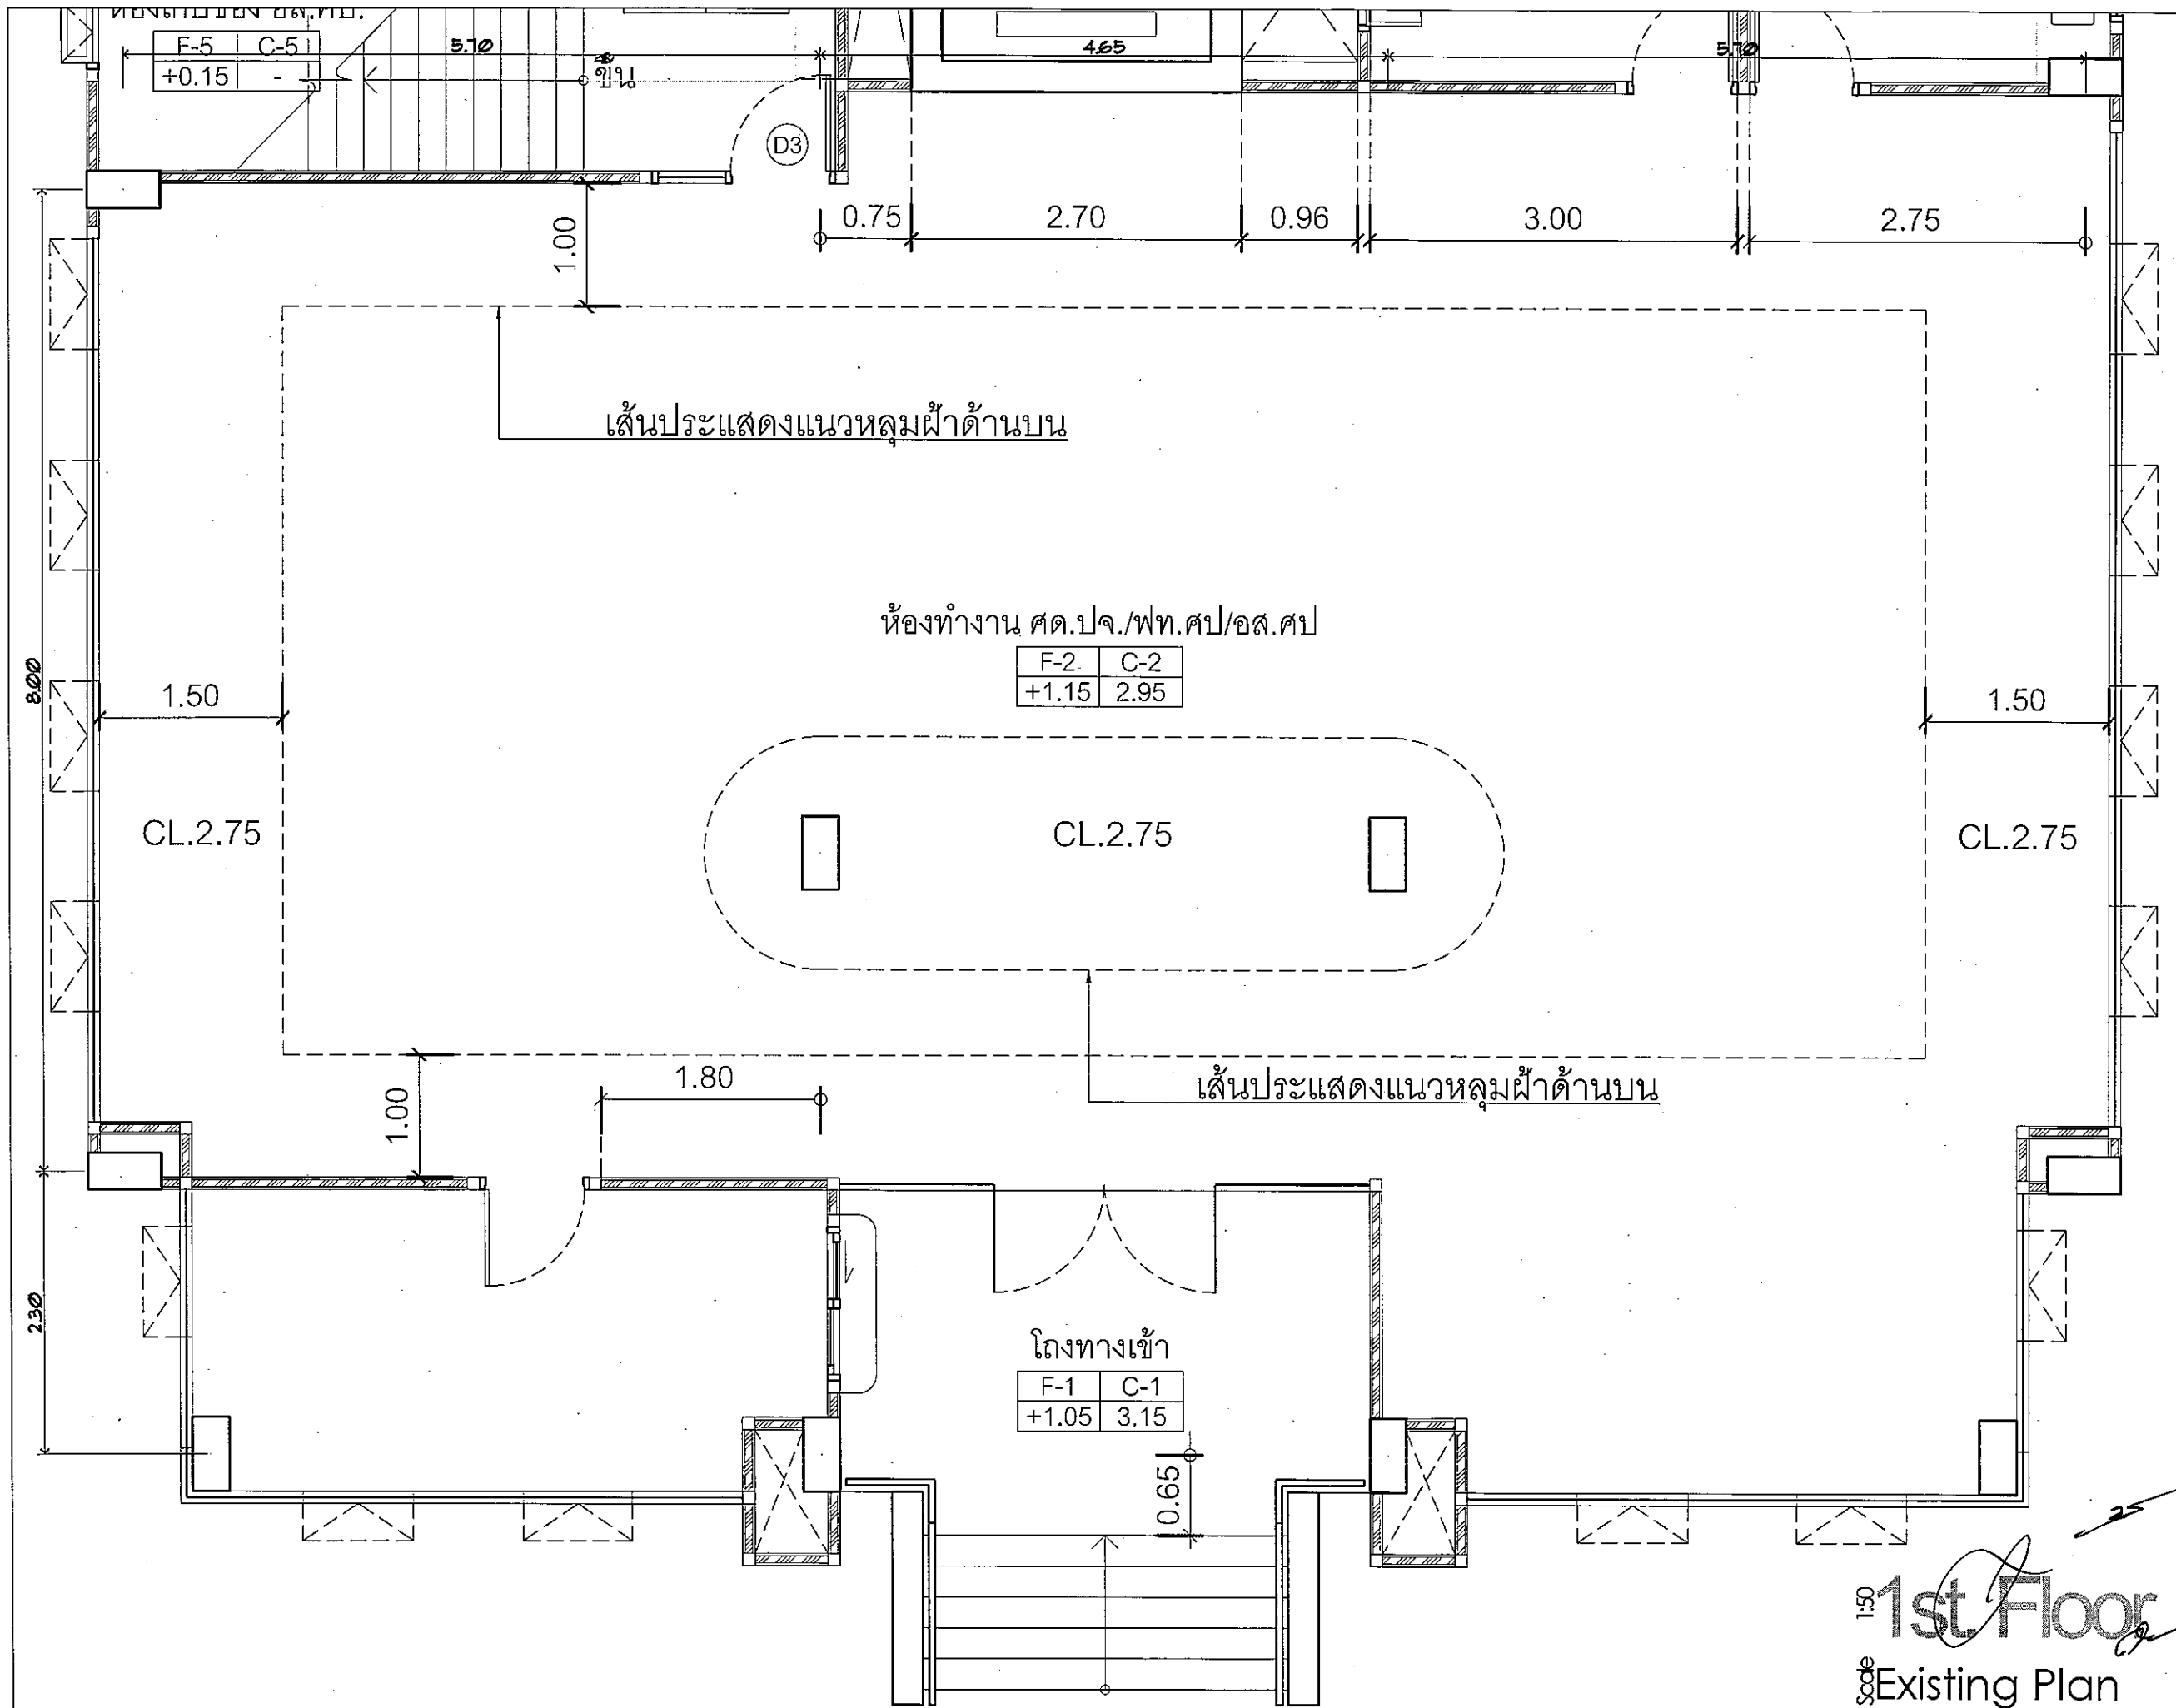 F-5 C-5
+0.15 -
5.70
4.65
5.70
ขึ้น
D3
0.75 2.70 0.96 3.00 2.75
1.00
เส้นประแสดงแนวหลุมฝ้าด้านบน
ห้องทำงาน ศด.ปจ./ฟท.ศป/อส.ศป
F-2 C-2
+1.15 2.95
8.00
1.50
1.50
CL.2.75
CL.2.75
CL.2.75
1.00
1.80
เส้นประแสดงแนวหลุมฝ้าด้านบน
2.30
โถงทางเข้า
F-1 C-1
+1.05 3.15
0.65
1st. Floor
Existing Plan
Scale 1:50